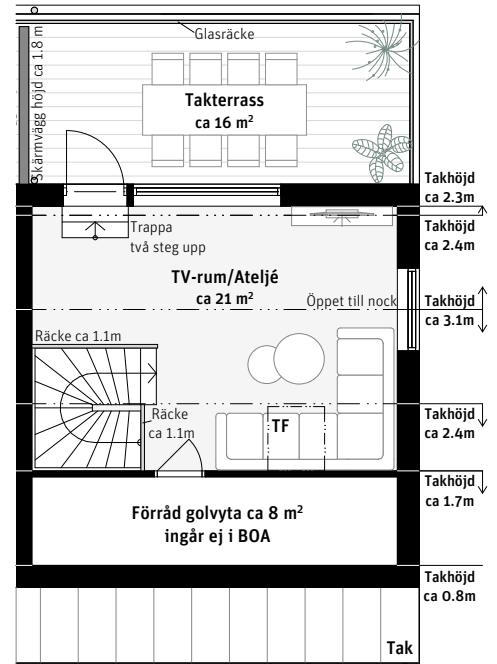 Glasräcke
Skärmvägg höjd ca 1.8 m
Takterrass
ca 16 m²
Takhöjd
ca 2.3m
Trappa
två steg upp
Takhöjd
ca 2.4m
TV-rum/Ateljé
ca 21 m²
Öppet till nock
Takhöjd
ca 3.1m
Räcke ca 1.1m
Räcke
ca 1.1m
TF
Takhöjd
ca 2.4m
Takhöjd
ca 1.7m
Förråd golvyta ca 8 m²
ingår ej i BOA
Takhöjd
ca 0.8m
Tak